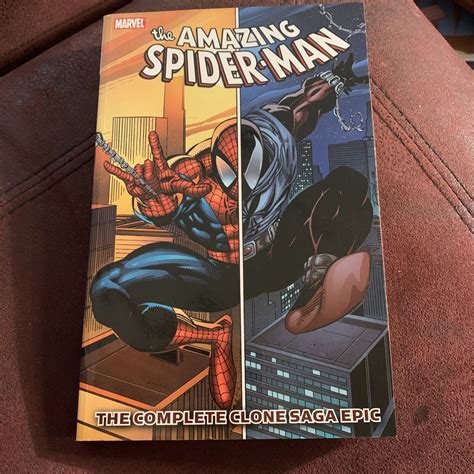 MARVEL
the AMAZING
SPIDER-MAN
THE COMPLETE CLONE SAGA EPIC